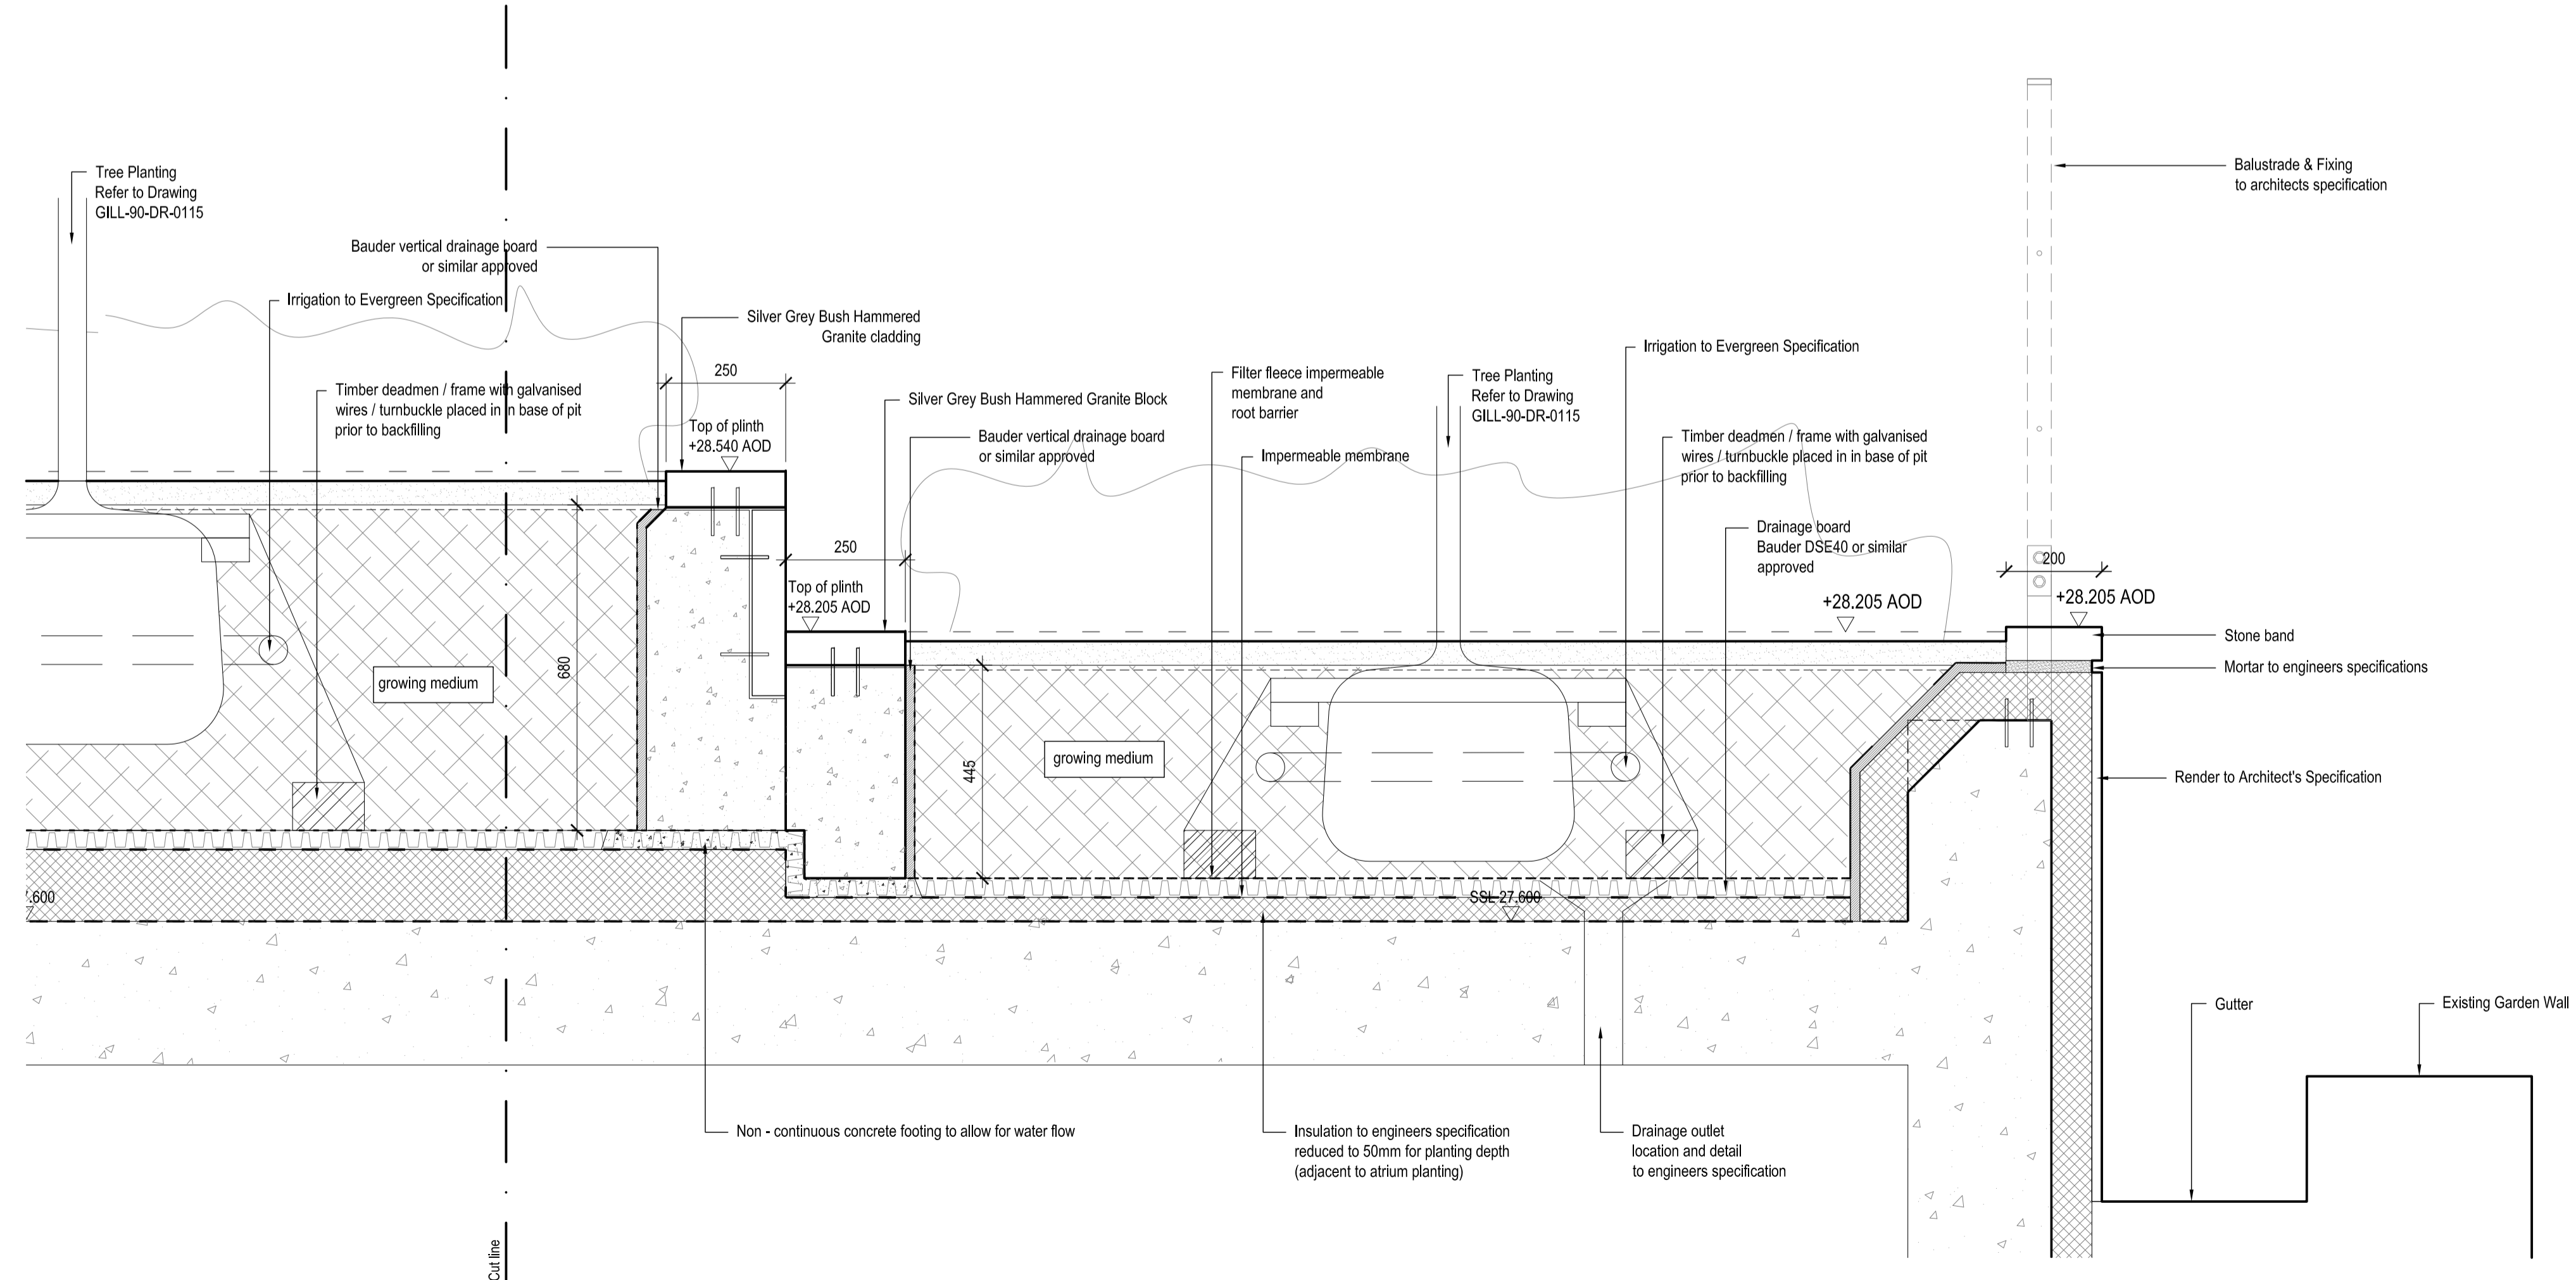 Tree Planting
Refer to Drawing
GILL-90-DR-0115
Bauder vertical drainage board
or similar approved
Irrigation to Evergreen Specification
Timber deadmen / frame with galvanised
wires / turnbuckle placed in in base of pit
prior to backfilling
Silver Grey Bush Hammered
Granite cladding
250
Top of plinth
+28.540 AOD
Silver Grey Bush Hammered Granite Block
Bauder vertical drainage board
or similar approved
250
Top of plinth
+28.205 AOD
Filter fleece impermeable
membrane and
root barrier
Impermeable membrane
Tree Planting
Refer to Drawing
GILL-90-DR-0115
Irrigation to Evergreen Specification
Timber deadmen / frame with galvanised
wires / turnbuckle placed in in base of pit
prior to backfilling
Drainage board
Bauder DSE40 or similar
approved
Balustrade & Fixing
to architects specification
200
+28.205 AOD
+28.205 AOD
Stone band
Mortar to engineers specifications
Render to Architect's Specification
growing medium
680
growing medium
445
.600
SSL 27.600
Gutter
Existing Garden Wall
Non - continuous concrete footing to allow for water flow
Insulation to engineers specification
reduced to 50mm for planting depth
(adjacent to atrium planting)
Drainage outlet
location and detail
to engineers specification
Cut line